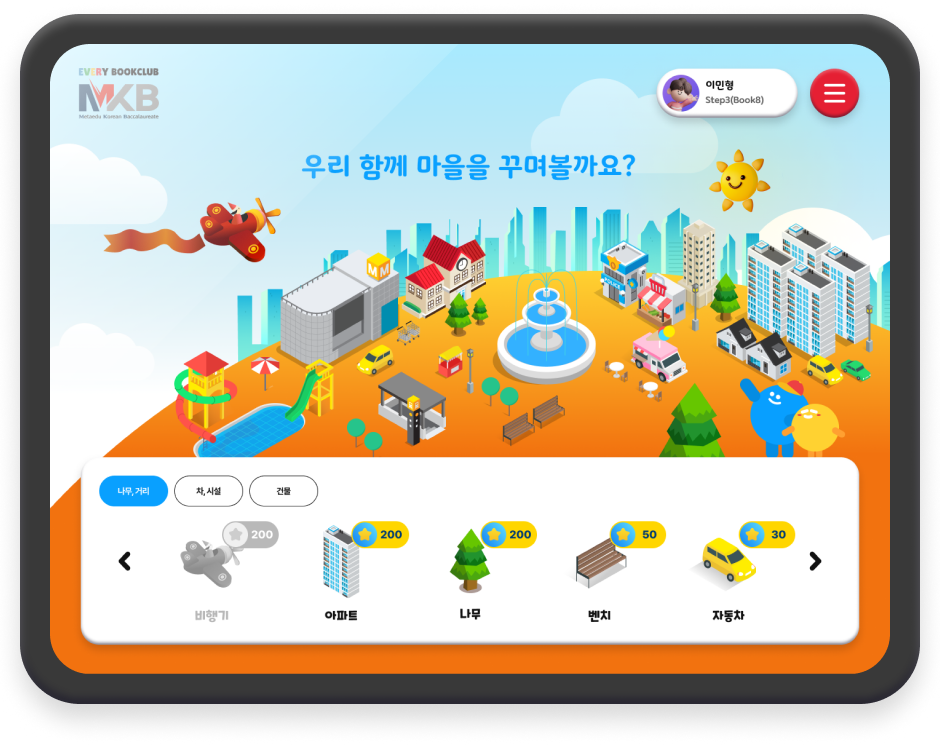 EVERY BOOKCLUB
MKB
Metaedu Korean Baccalaureate
이민형
Step3(Book8)
우리 함께 마을을 꾸며볼까요?
MM
나무, 거리
차, 시설
건물
200
200
200
50
30
비행기
아파트
나무
벤치
자동차